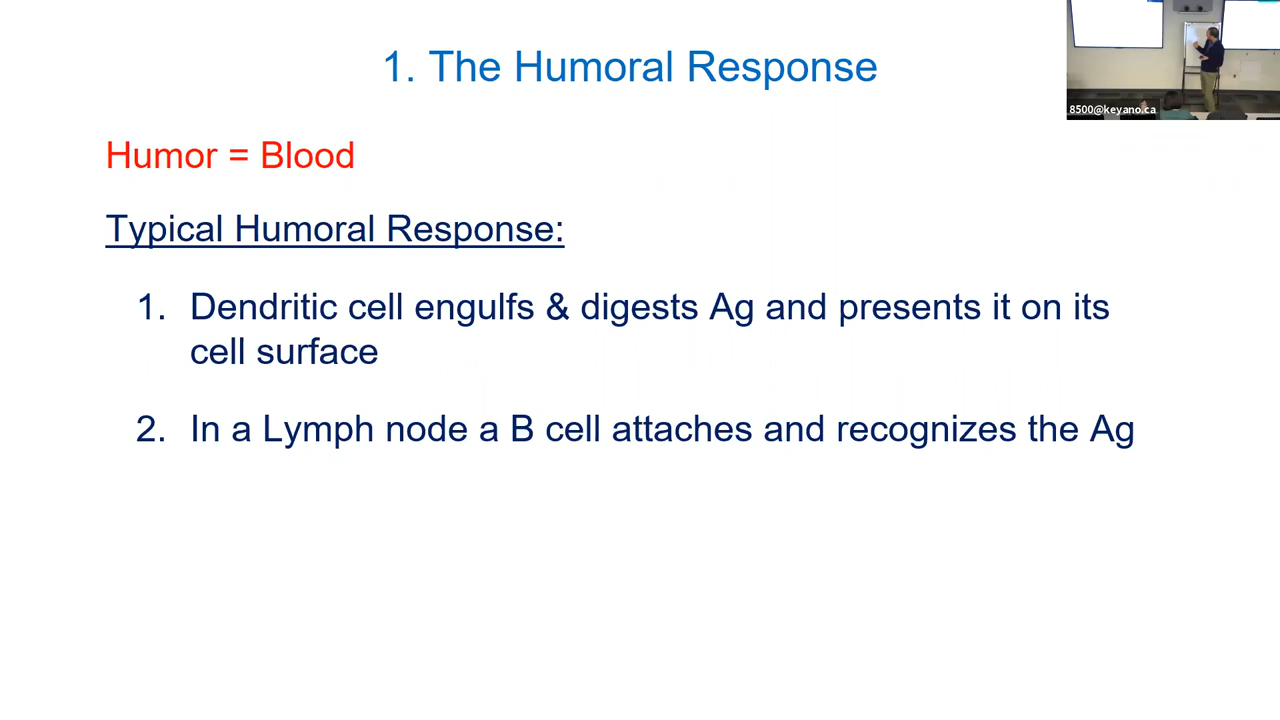 1. The Humoral Response
8500@keyano.ca
Humor = Blood
Typical Humoral Response:
1. Dendritic cell engulfs & digests Ag and presents it on its
cell surface
2. In a Lymph node a B cell attaches and recognizes the Ag